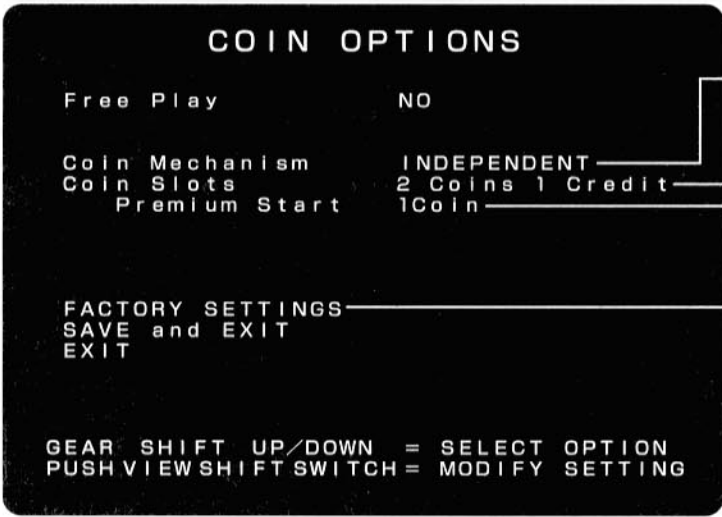 COIN OPTIONS
Free Play NO
Coin Mechanism INDEPENDENT
Coin Slots 2 Coins 1 Credit
Premium Start 1Coin
FACTORY SETTINGS
SAVE and EXIT
EXIT
GEAR SHIFT UP/DOWN = SELECT OPTION
PUSH VIEW SHIFT SWITCH = MODIFY SETTING